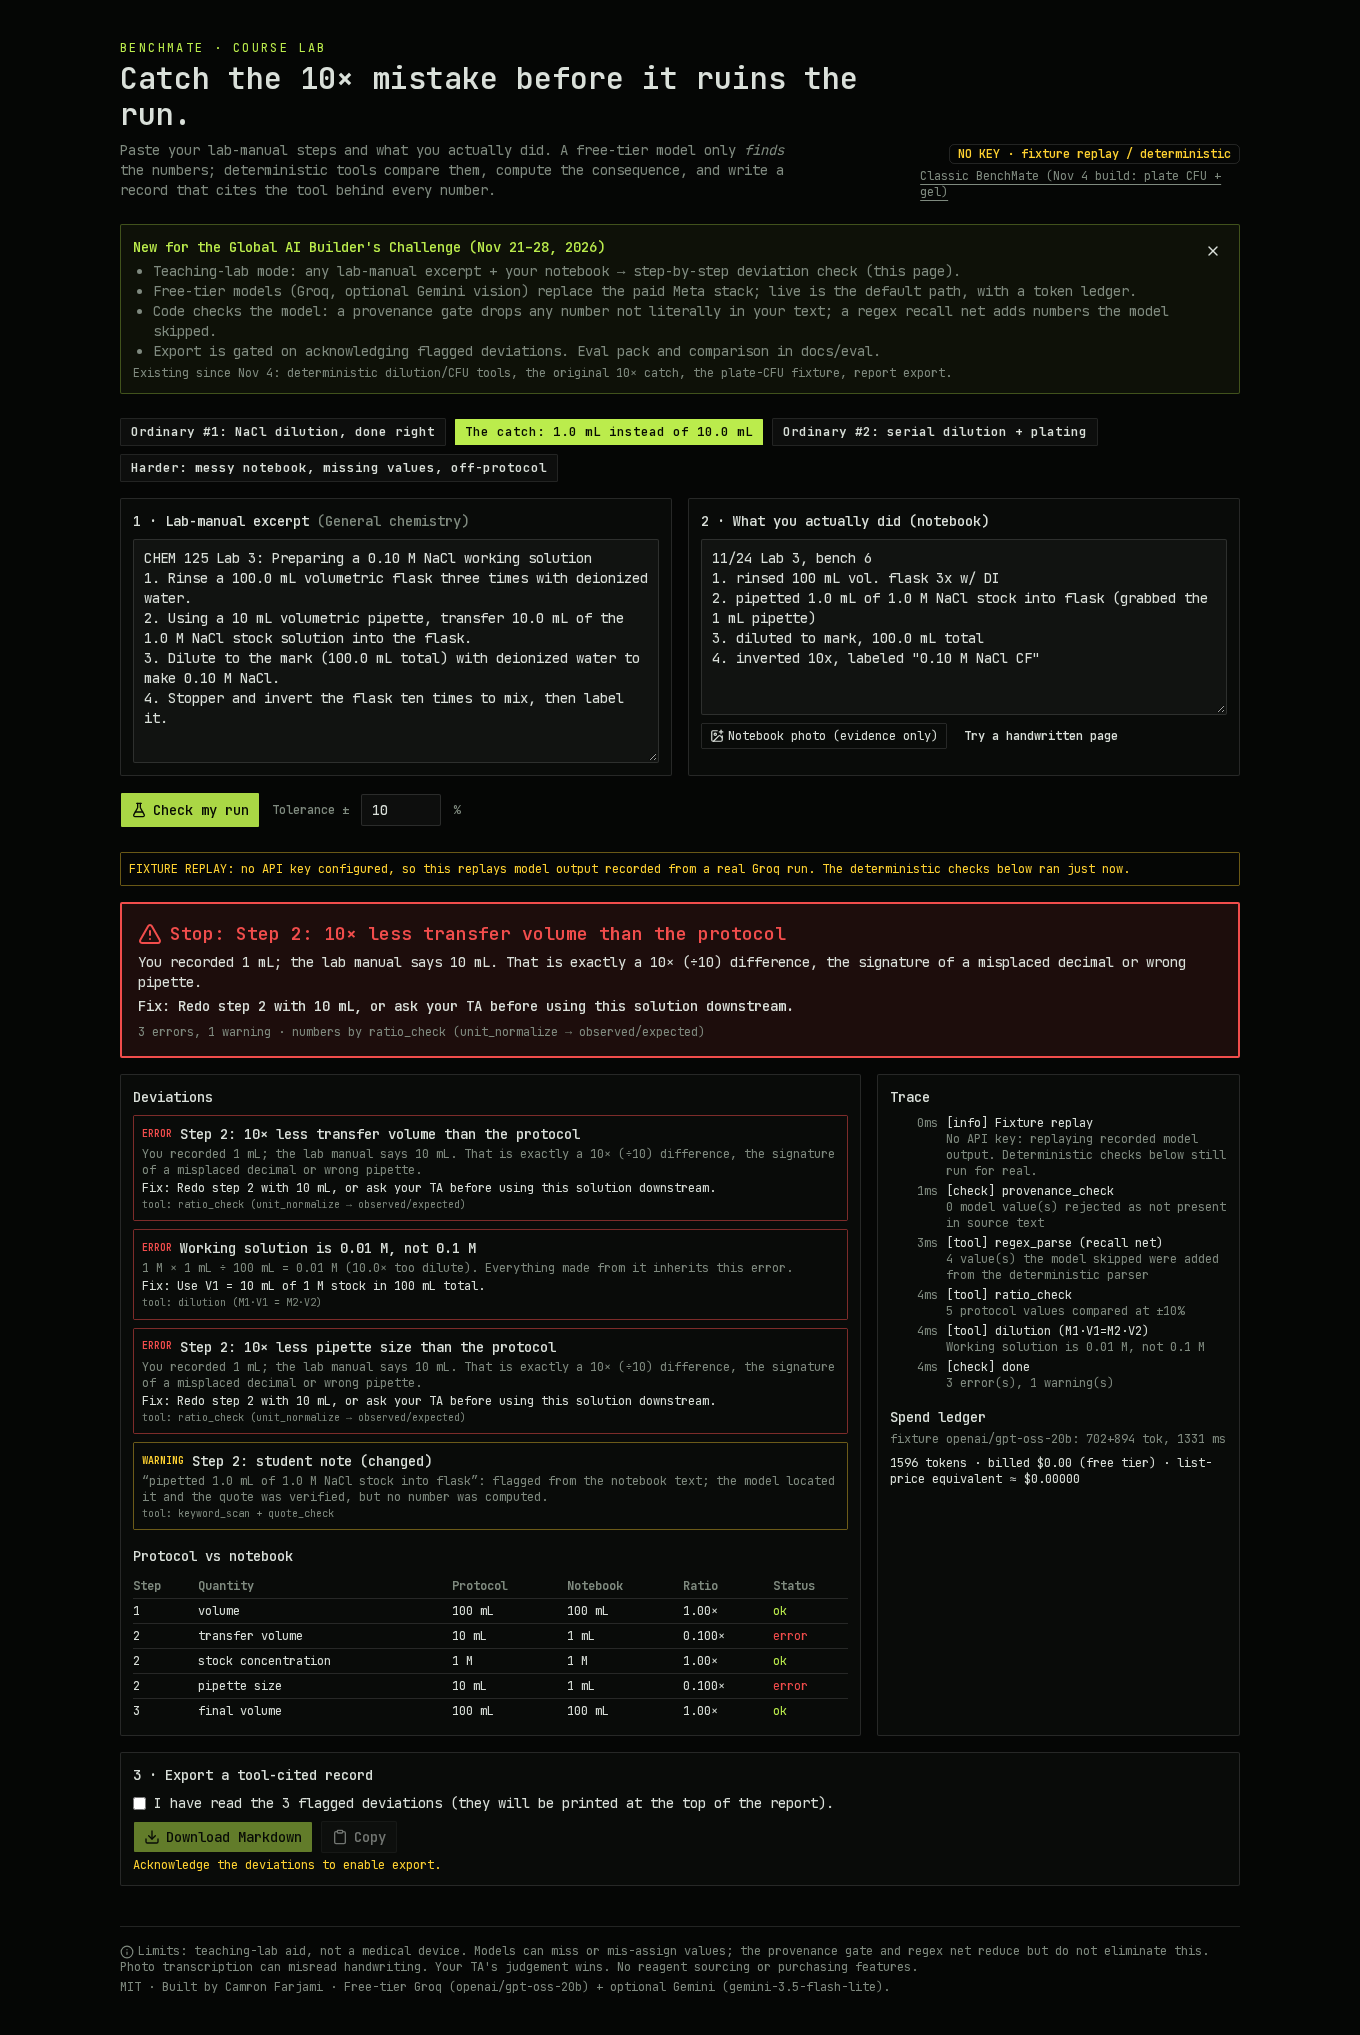 BENCHMATE · COURSE LAB
Catch the 10× mistake before it ruins the
run.
Paste your lab-manual steps and what you actually did. A free-tier model only finds
the numbers; deterministic tools compare them, compute the consequence, and write a
record that cites the tool behind every number.
NO KEY · fixture replay / deterministic
Classic BenchMate (Nov 4 build: plate CFU +
gel)
New for the Global AI Builder's Challenge (Nov 21–28, 2026)
• Teaching-lab mode: any lab-manual excerpt + your notebook → step-by-step deviation check (this page).
• Free-tier models (Groq, optional Gemini vision) replace the paid Meta stack; live is the default path, with a token ledger.
• Code checks the model: a provenance gate drops any number not literally in your text; a regex recall net adds numbers the model
skipped.
• Export is gated on acknowledging flagged deviations. Eval pack and comparison in docs/eval.
Existing since Nov 4: deterministic dilution/CFU tools, the original 10× catch, the plate-CFU fixture, report export.
Ordinary #1: NaCl dilution, done right
The catch: 1.0 mL instead of 10.0 mL
Ordinary #2: serial dilution + plating
Harder: messy notebook, missing values, off-protocol
1 · Lab-manual excerpt (General chemistry)
CHEM 125 Lab 3: Preparing a 0.10 M NaCl working solution
1. Rinse a 100.0 mL volumetric flask three times with deionized
water.
2. Using a 10 mL volumetric pipette, transfer 10.0 mL of the
1.0 M NaCl stock solution into the flask.
3. Dilute to the mark (100.0 mL total) with deionized water to
make 0.10 M NaCl.
4. Stopper and invert the flask ten times to mix, then label
it.
2 · What you actually did (notebook)
11/24 Lab 3, bench 6
1. rinsed 100 mL vol. flask 3x w/ DI
2. pipetted 1.0 mL of 1.0 M NaCl stock into flask (grabbed the
1 mL pipette)
3. diluted to mark, 100.0 mL total
4. inverted 10x, labeled "0.10 M NaCl CF"
Notebook photo (evidence only)
Try a handwritten page
Check my run
Tolerance ± 10 %
FIXTURE REPLAY: no API key configured, so this replays model output recorded from a real Groq run. The deterministic checks below ran just now.
Stop: Step 2: 10× less transfer volume than the protocol
You recorded 1 mL; the lab manual says 10 mL. That is exactly a 10× (÷10) difference, the signature of a misplaced decimal or wrong
pipette.
Fix: Redo step 2 with 10 mL, or ask your TA before using this solution downstream.
3 errors, 1 warning · numbers by ratio_check (unit_normalize → observed/expected)
Deviations
ERROR Step 2: 10× less transfer volume than the protocol
You recorded 1 mL; the lab manual says 10 mL. That is exactly a 10× (÷10) difference, the signature
of a misplaced decimal or wrong pipette.
Fix: Redo step 2 with 10 mL, or ask your TA before using this solution downstream.
tool: ratio_check (unit_normalize → observed/expected)
ERROR Working solution is 0.01 M, not 0.1 M
1 M × 1 mL ÷ 100 mL = 0.01 M (10.0× too dilute). Everything made from it inherits this error.
Fix: Use V1 = 10 mL of 1 M stock in 100 mL total.
tool: dilution (M1·V1 = M2·V2)
ERROR Step 2: 10× less pipette size than the protocol
You recorded 1 mL; the lab manual says 10 mL. That is exactly a 10× (÷10) difference, the signature
of a misplaced decimal or wrong pipette.
Fix: Redo step 2 with 10 mL, or ask your TA before using this solution downstream.
tool: ratio_check (unit_normalize → observed/expected)
WARNING Step 2: student note (changed)
“pipetted 1.0 mL of 1.0 M NaCl stock into flask”: flagged from the notebook text; the model located
it and the quote was verified, but no number was computed.
tool: keyword_scan + quote_check
Protocol vs notebook
Step Quantity Protocol Notebook Ratio Status
1 volume 100 mL 100 mL 1.00× ok
2 transfer volume 10 mL 1 mL 0.100× error
2 stock concentration 1 M 1 M 1.00× ok
2 pipette size 10 mL 1 mL 0.100× error
3 final volume 100 mL 100 mL 1.00× ok
Trace
0ms [info] Fixture replay
No API key: replaying recorded model
output. Deterministic checks below still
run for real.
1ms [check] provenance_check
0 model value(s) rejected as not present
in source text
3ms [tool] regex_parse (recall net)
4 value(s) the model skipped were added
from the deterministic parser
4ms [tool] ratio_check
5 protocol values compared at ±10%
4ms [tool] dilution (M1·V1=M2·V2)
Working solution is 0.01 M, not 0.1 M
4ms [check] done
3 error(s), 1 warning(s)
Spend ledger
fixture openai/gpt-oss-20b: 702+894 tok, 1331 ms
1596 tokens · billed $0.00 (free tier) · list-
price equivalent ≈ $0.00000
3 · Export a tool-cited record
I have read the 3 flagged deviations (they will be printed at the top of the report).
Download Markdown
Copy
Acknowledge the deviations to enable export.
Limits: teaching-lab aid, not a medical device. Models can miss or mis-assign values; the provenance gate and regex net reduce but do not eliminate this.
Photo transcription can misread handwriting. Your TA's judgement wins. No reagent sourcing or purchasing features.
MIT · Built by Camron Farjami · Free-tier Groq (openai/gpt-oss-20b) + optional Gemini (gemini-3.5-flash-lite).